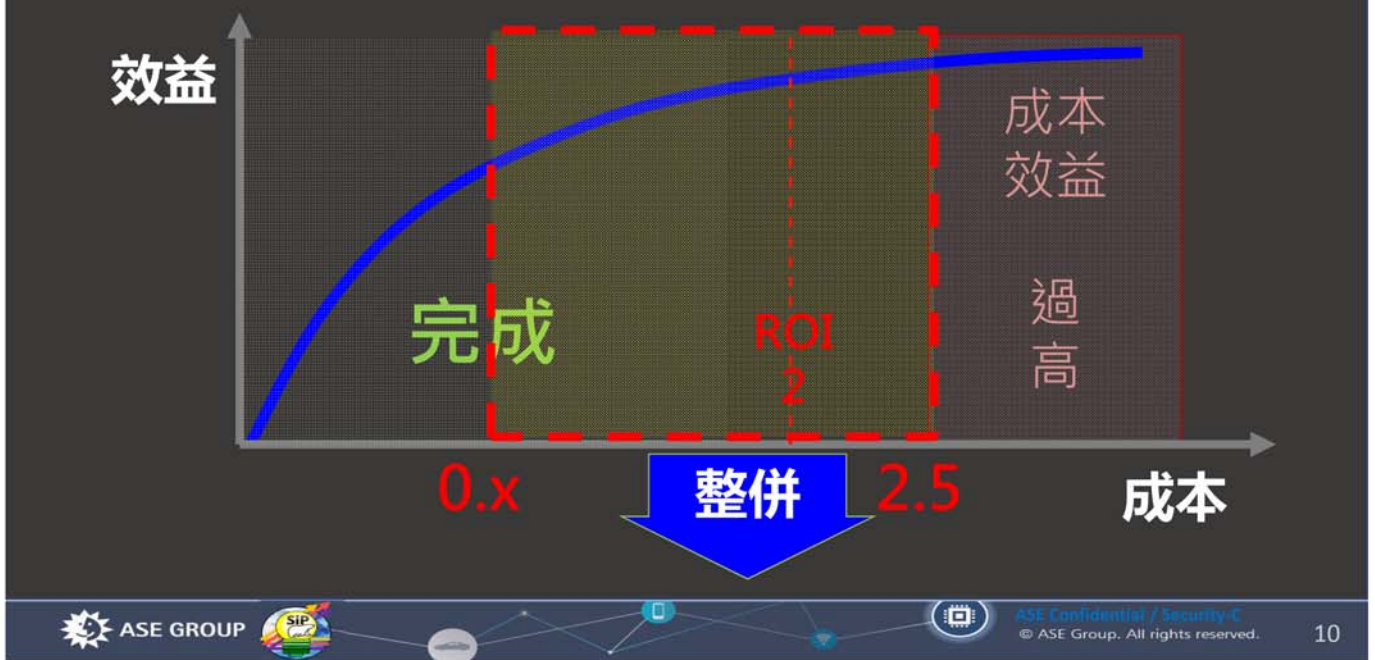 效益
成本
效益
過
高
完成
ROI
2
0.x
整併
2.5
成本
ASE GROUP
SiP
ASE Confidential / Security-C
© ASE Group. All rights reserved.
10